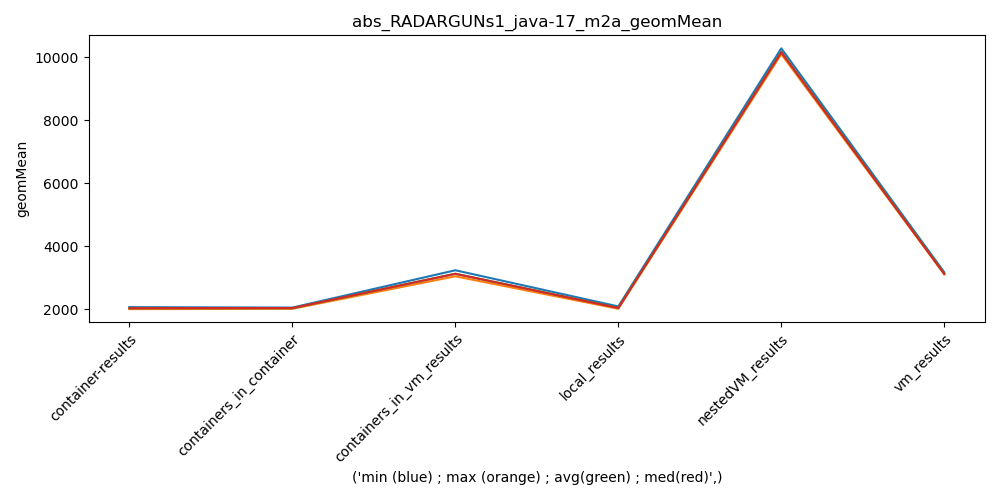 abs_RADARGUNs1_java-17_m2a_geomMean
geomMean
10000
8000
6000
4000
2000
container-results
containers_in_container
containers_in_vm_results
local_results
nestedVM_results
vm_results
('min (blue) ; max (orange) ; avg(green) ; med(red)',)